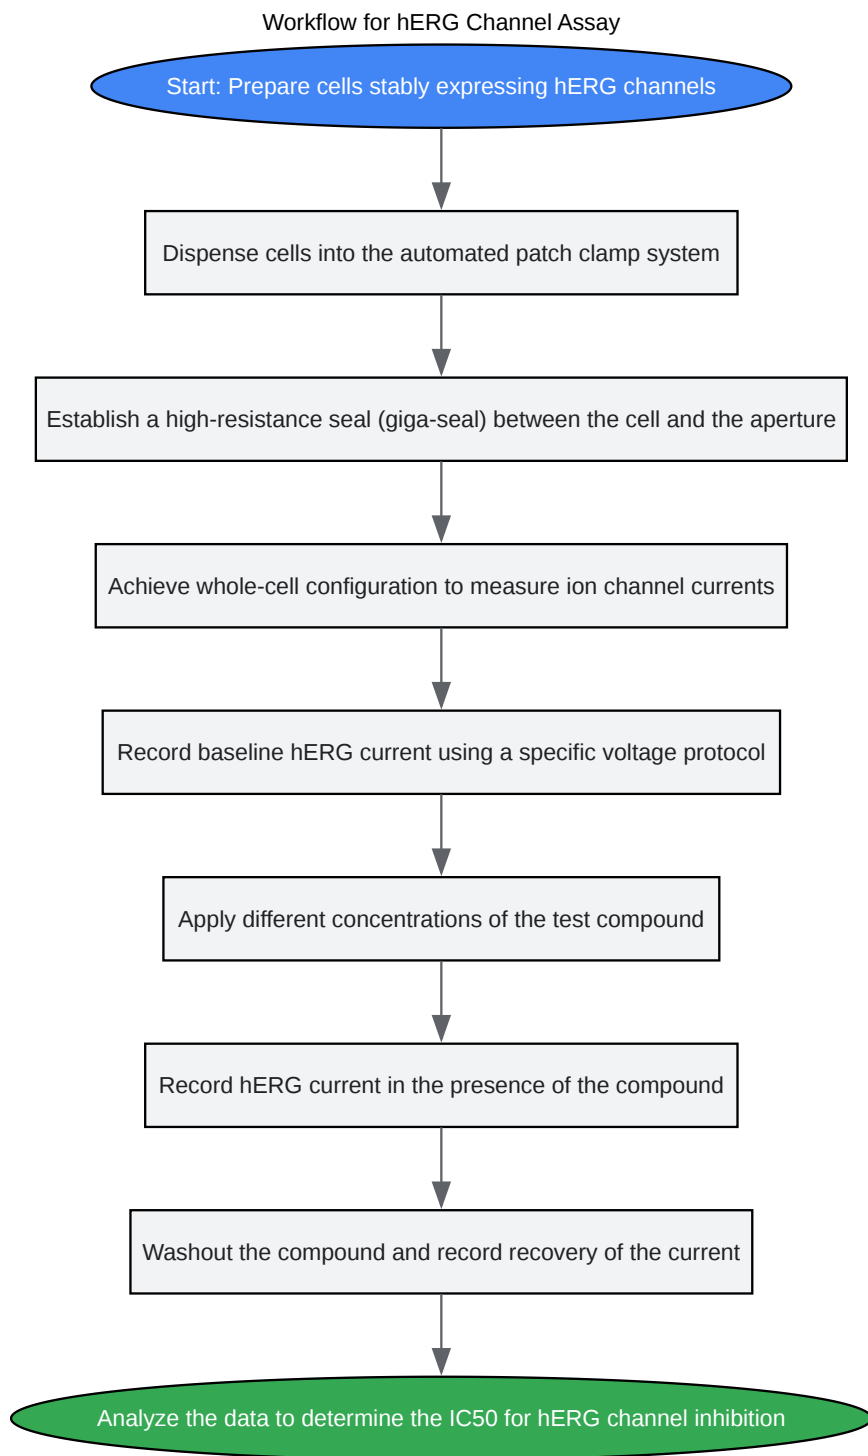 Workflow for hERG Channel Assay
Start: Prepare cells stably expressing hERG channels
Dispense cells into the automated patch clamp system
Establish a high-resistance seal (giga-seal) between the cell and the aperture
Achieve whole-cell configuration to measure ion channel currents
Record baseline hERG current using a specific voltage protocol
Apply different concentrations of the test compound
Record hERG current in the presence of the compound
Washout the compound and record recovery of the current
Analyze the data to determine the IC50 for hERG channel inhibition